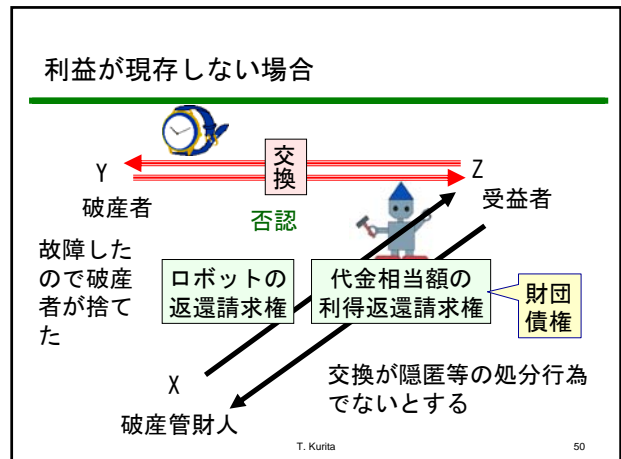 利益が現存しない場合
交
換
Y
破産者
Z
受益者
否認
故障した
ので破産
者が捨て
た
ロボットの
返還請求権
代金相当額の
利得返還請求権
財団
債権
X
破産管財人
交換が隠匿等の処分行為
でないとする
T. Kurita
50